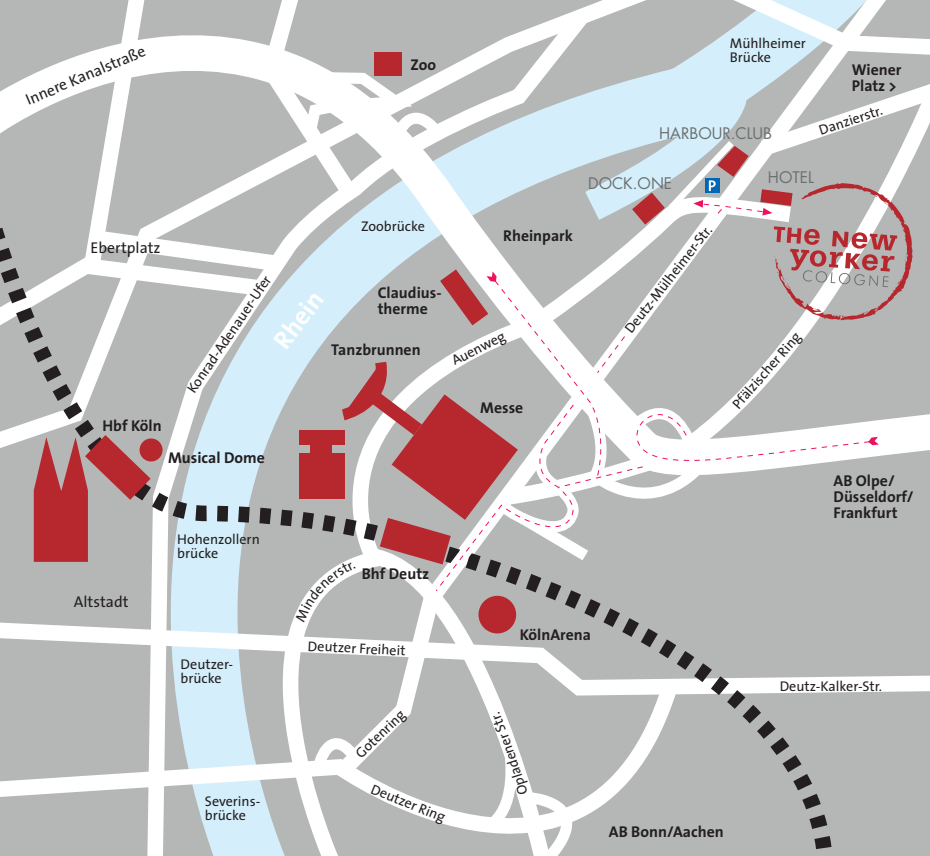 Innere Kanalstraße
Zoo
Mühlheimer
Brücke
Wiener
Platz >
Danzierstr.
HARBOUR.CLUB
DOCK.ONE
P
HOTEL
THE NEW
YORKER
COLOGNE
Zoobrücke
Rheinpark
Ebertplatz
Claudius-
therme
Deutz-Mülheimer-Str.
Konrad-Adenauer-Ufer
Rhein
Tanzbrunnen
Auenweg
Pfälzischer Ring
Messe
Hbf Köln
Musical Dome
AB Olpe/
Düsseldorf/
Frankfurt
Hohenzollern
brücke
Bhf Deutz
Mindenerstr.
Altstadt
KölnArena
Deutzer Freiheit
Deutzer-
brücke
Deutz-Kalker-Str.
Gotenring
Opladener Str.
Deutzer Ring
Severins-
brücke
AB Bonn/Aachen